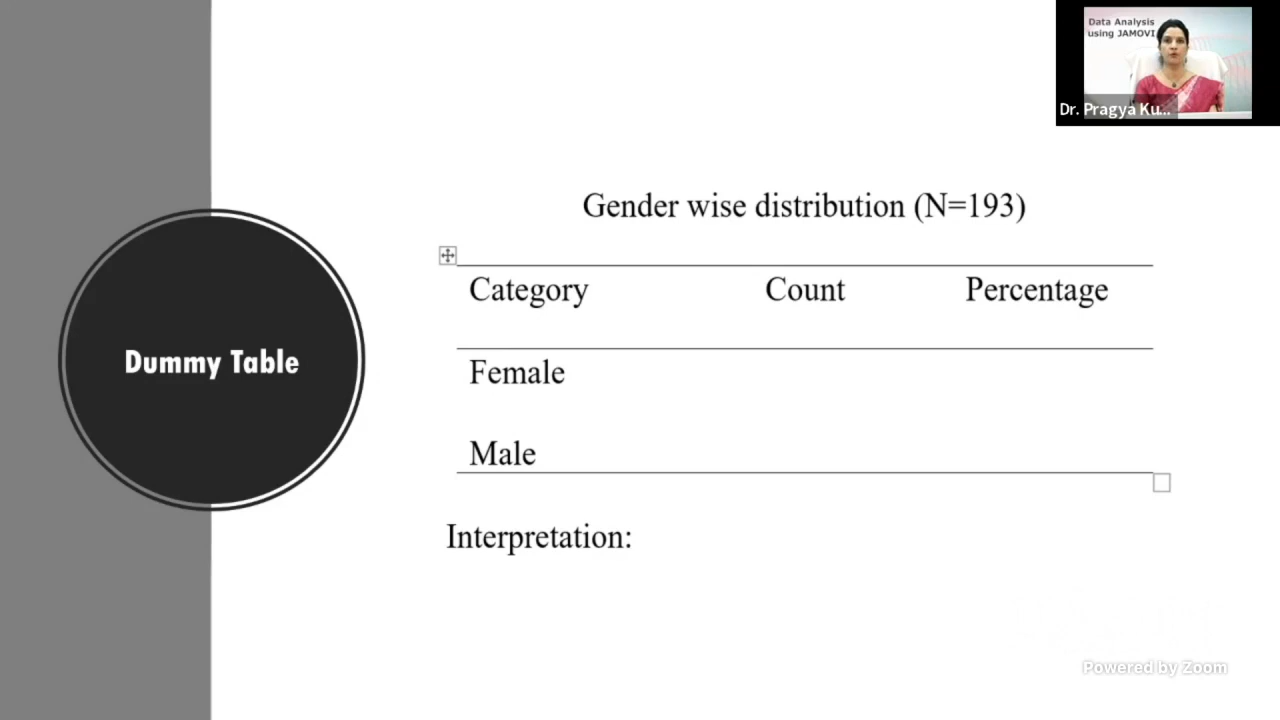 Data Analysis
using JAMOVI
Dr. Pragya Ku...
Gender wise distribution (N=193)
Category Count Percentage
Female
Male
Dummy Table
Interpretation:
Powered by Zoom